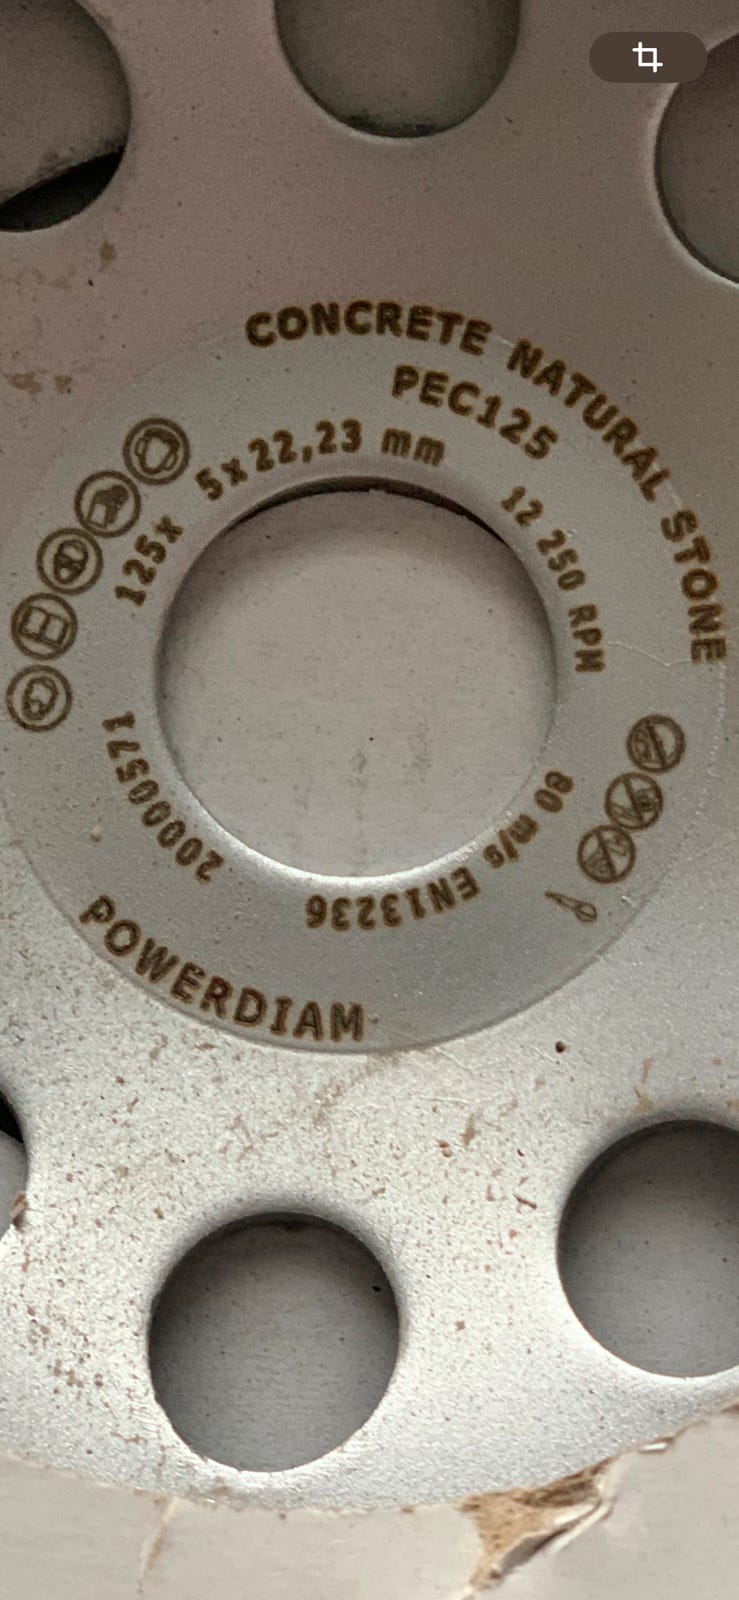 CONCRETE NATURAL STONE
PEC125
125x 5x22,23 mm
12 250 RPM
80 m/s EN13236
20000571
POWERDIAM